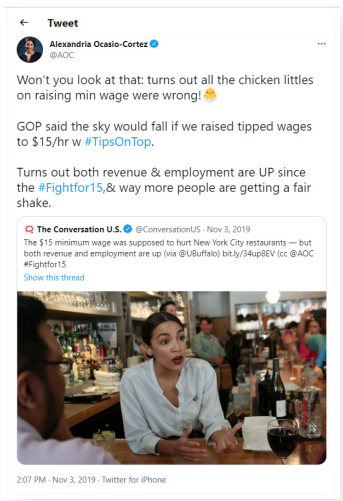 Tweet
Alexandria Ocasio-Cortez
@AOC
Won't you look at that: turns out all the chicken littles
on raising min wage were wrong!🐣
GOP said the sky would fall if we raised tipped wages
to $15/hr w #TipsOnTop.
Turns out both revenue & employment are UP since
the #Fightfor15,& way more people are getting a fair
shake.
The Conversation U.S. @ConversationUS · Nov 3, 2019
The $15 minimum wage was supposed to hurt New York City restaurants — but
both revenue and employment are up (via @UBuffalo) bit.ly/34up8EV (cc @AOC
#Fightfor15
Show this thread
2:07 PM · Nov 3, 2019 · Twitter for iPhone